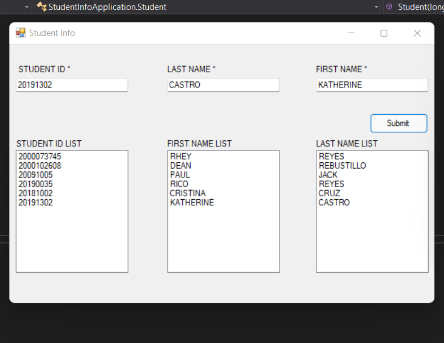 StudentInfoApplication.Student
Student(long
Student Info
STUDENT ID *
LAST NAME *
FIRST NAME *
20191302
CASTRO
KATHERINE
Submit
STUDENT ID LIST
FIRST NAME LIST
LAST NAME LIST
2000073745
2000102608
20091005
20190035
20181002
20191302
RHEY
DEAN
PAUL
RICO
CRISTINA
KATHERINE
REYES
REBUSTILLO
JACK
REYES
CRUZ
CASTRO